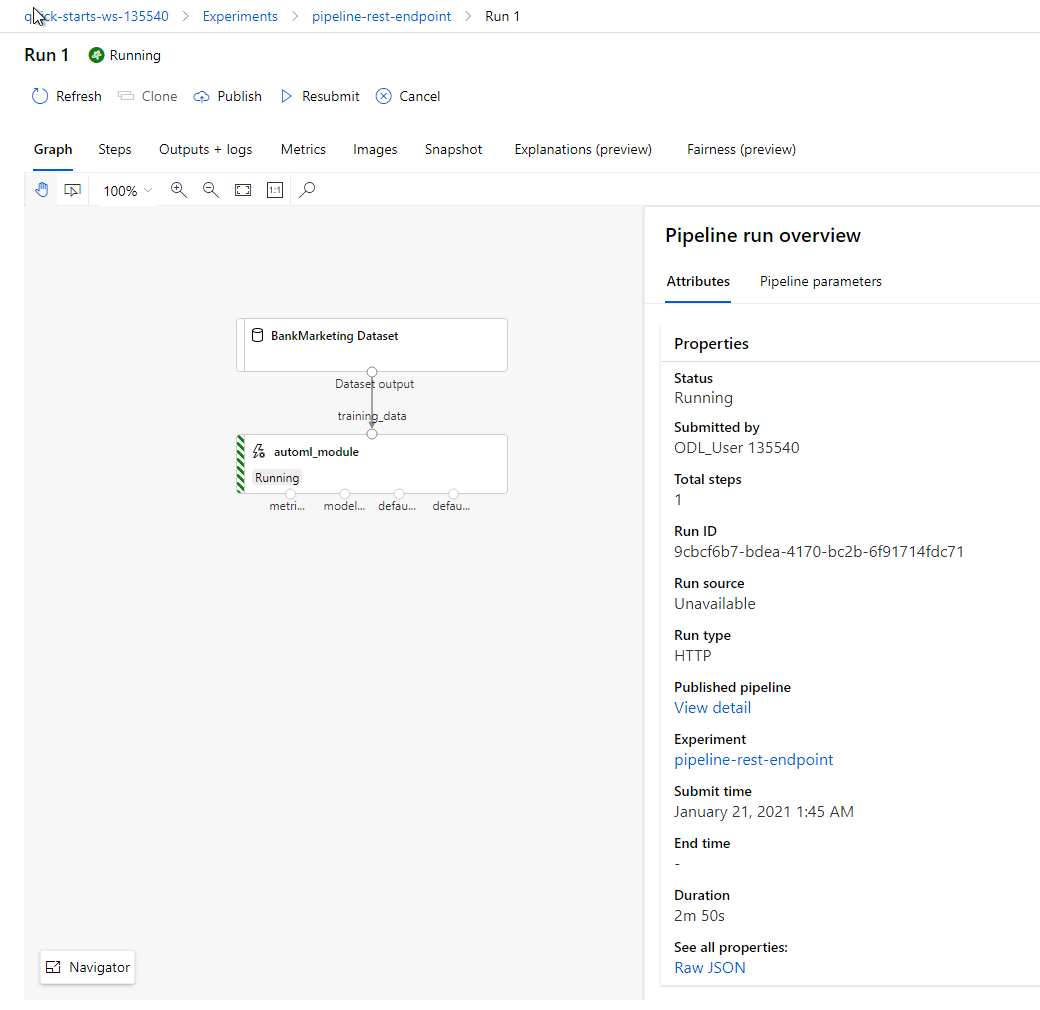 quick-starts-ws-135540 > Experiments > pipeline-rest-endpoint > Run 1
Run 1 Running
Refresh Clone Publish Resubmit Cancel
Graph Steps Outputs + logs Metrics Images Snapshot Explanations (preview) Fairness (preview)
100% 1:1
BankMarketing Dataset
Dataset output
training_data
automl_module
Running
metri... model... defau... defau...
Navigator
Pipeline run overview
Attributes Pipeline parameters
Properties
Status
Running
Submitted by
ODL_User 135540
Total steps
1
Run ID
9cbcf6b7-bdea-4170-bc2b-6f91714fdc71
Run source
Unavailable
Run type
HTTP
Published pipeline
View detail
Experiment
pipeline-rest-endpoint
Submit time
January 21, 2021 1:45 AM
End time
-
Duration
2m 50s
See all properties:
Raw JSON